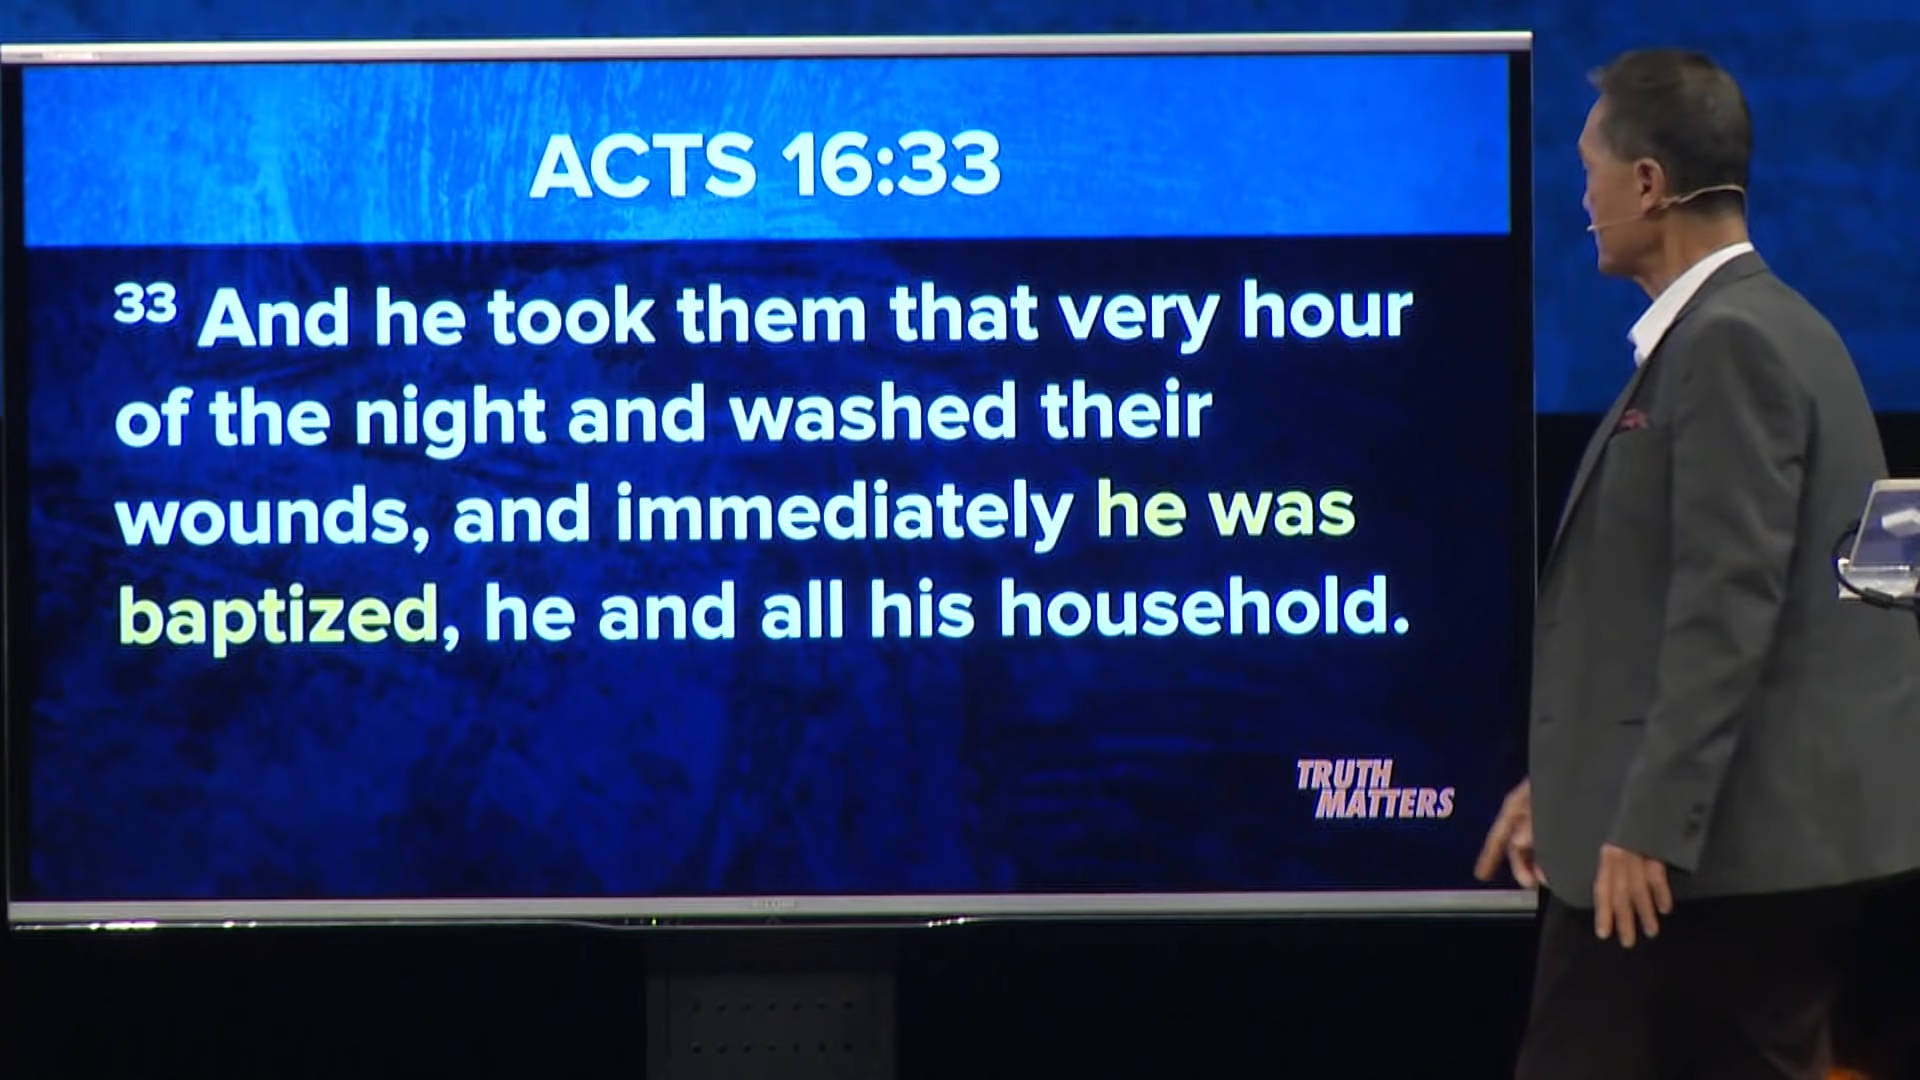 ACTS 16:33
33 And he took them that very hour
of the night and washed their
wounds, and immediately he was
baptized, he and all his household.
TRUTH
MATTERS